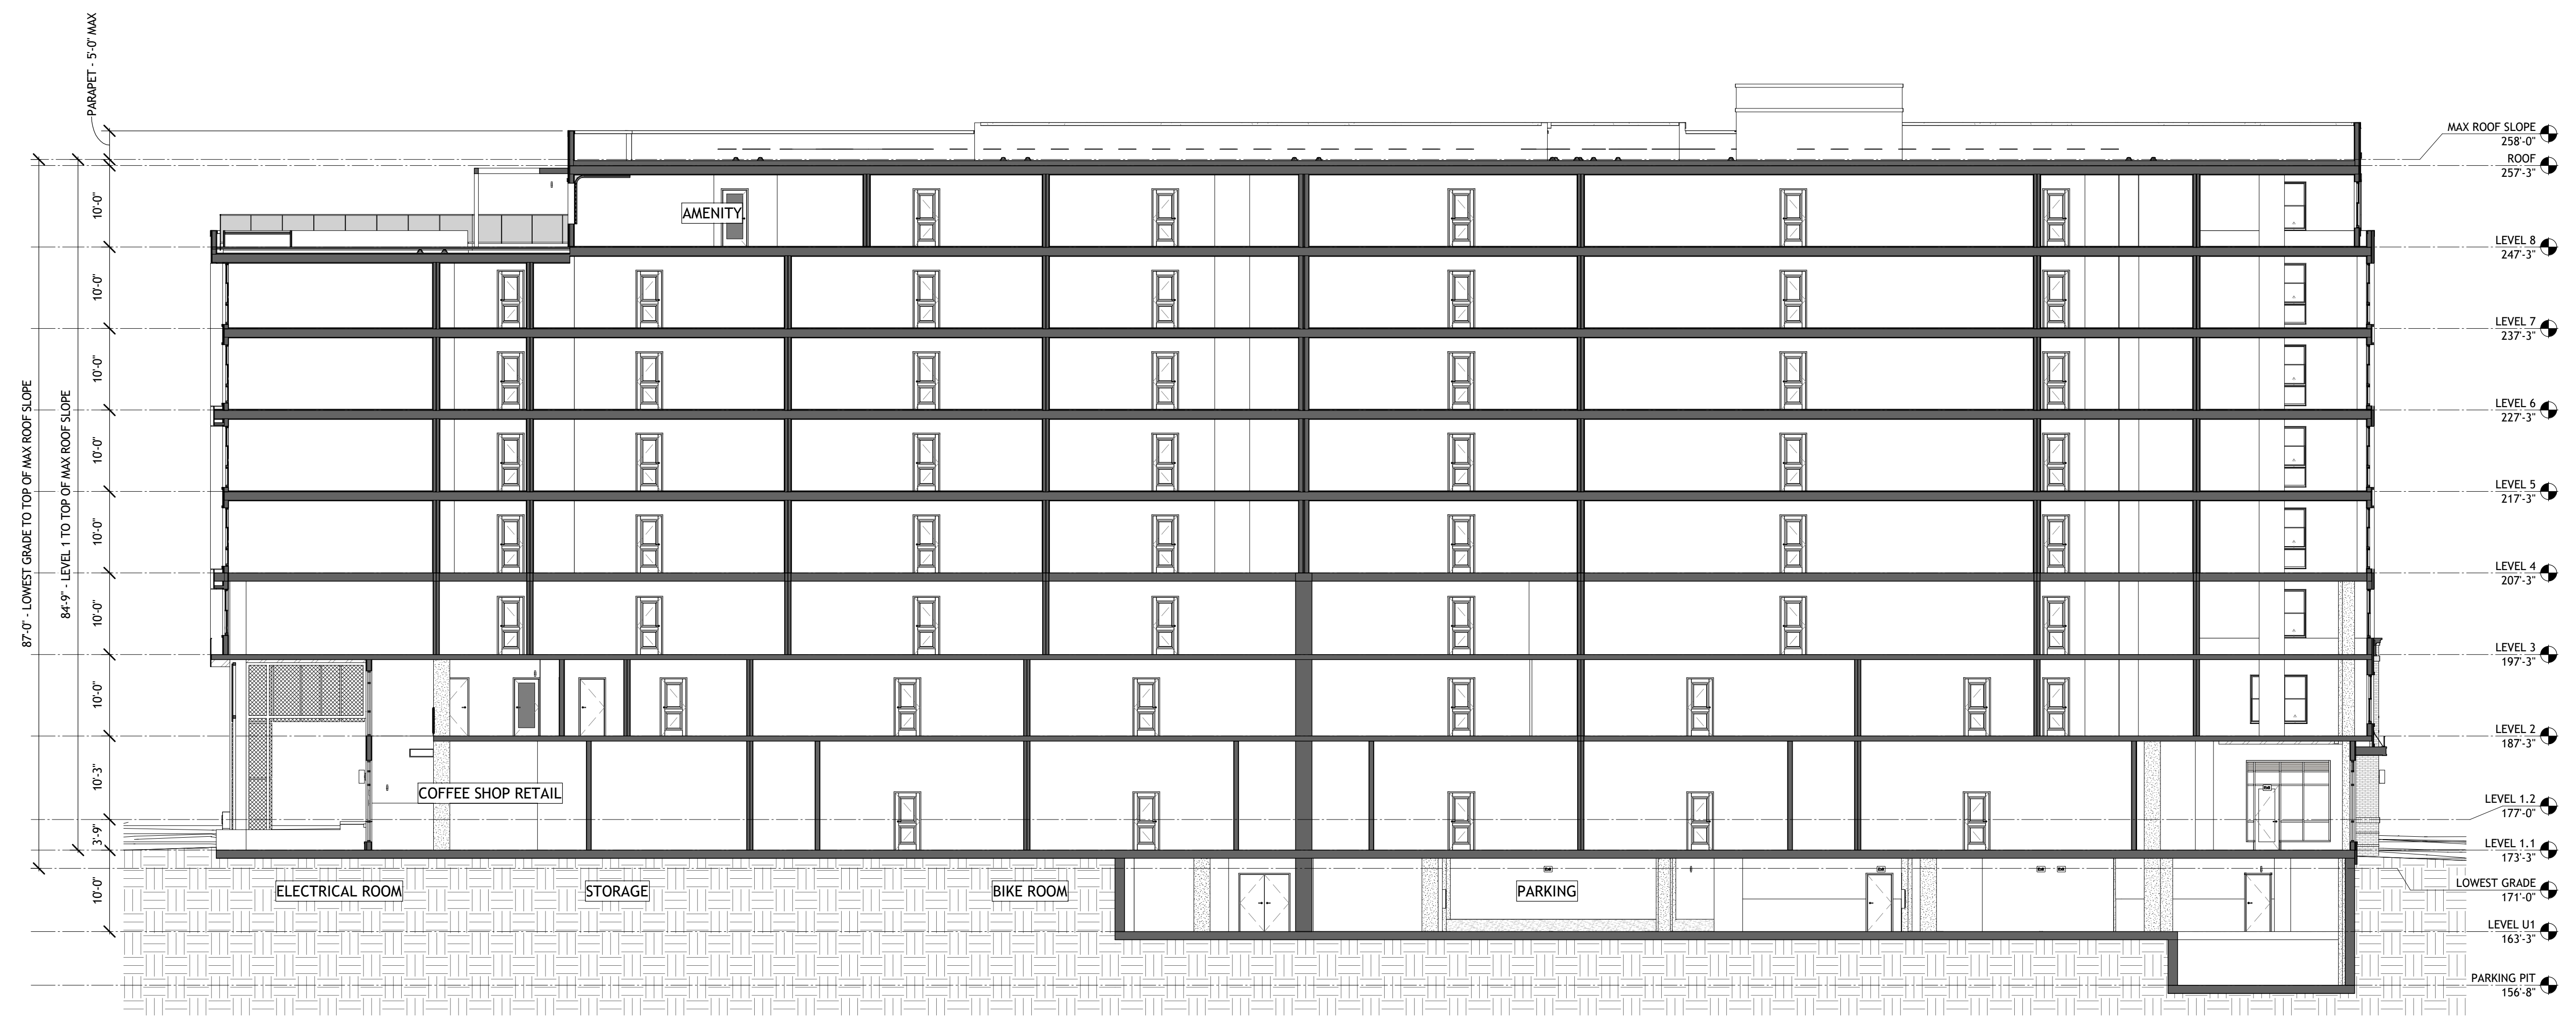 PARAPET - 5'-0" MAX
87'-0" - LOWEST GRADE TO TOP OF MAX ROOF SLOPE
84'-9" - LEVEL 1 TO TOP OF MAX ROOF SLOPE
10'-0"
10'-0"
10'-0"
10'-0"
10'-0"
10'-0"
10'-0"
10'-3"
3'-9"
10'-0"
AMENITY
COFFEE SHOP RETAIL
ELECTRICAL ROOM
STORAGE
BIKE ROOM
PARKING
MAX ROOF SLOPE
258'-0"
ROOF
257'-3"
LEVEL 8
247'-3"
LEVEL 7
237'-3"
LEVEL 6
227'-3"
LEVEL 5
217'-3"
LEVEL 4
207'-3"
LEVEL 3
197'-3"
LEVEL 2
187'-3"
LEVEL 1.2
177'-0"
LEVEL 1.1
173'-3"
LOWEST GRADE
171'-0"
LEVEL U1
163'-3"
PARKING PIT
156'-8"